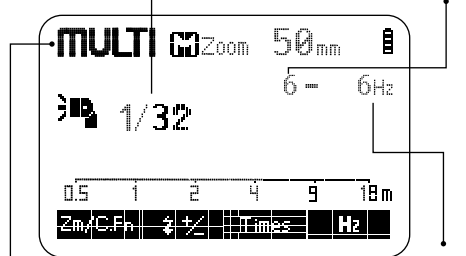 MULTI M Zoom 50mm
6- 6Hz
1/32
0.5 1 2 4 9 18m
Zm/C.Fn +/- Times Hz